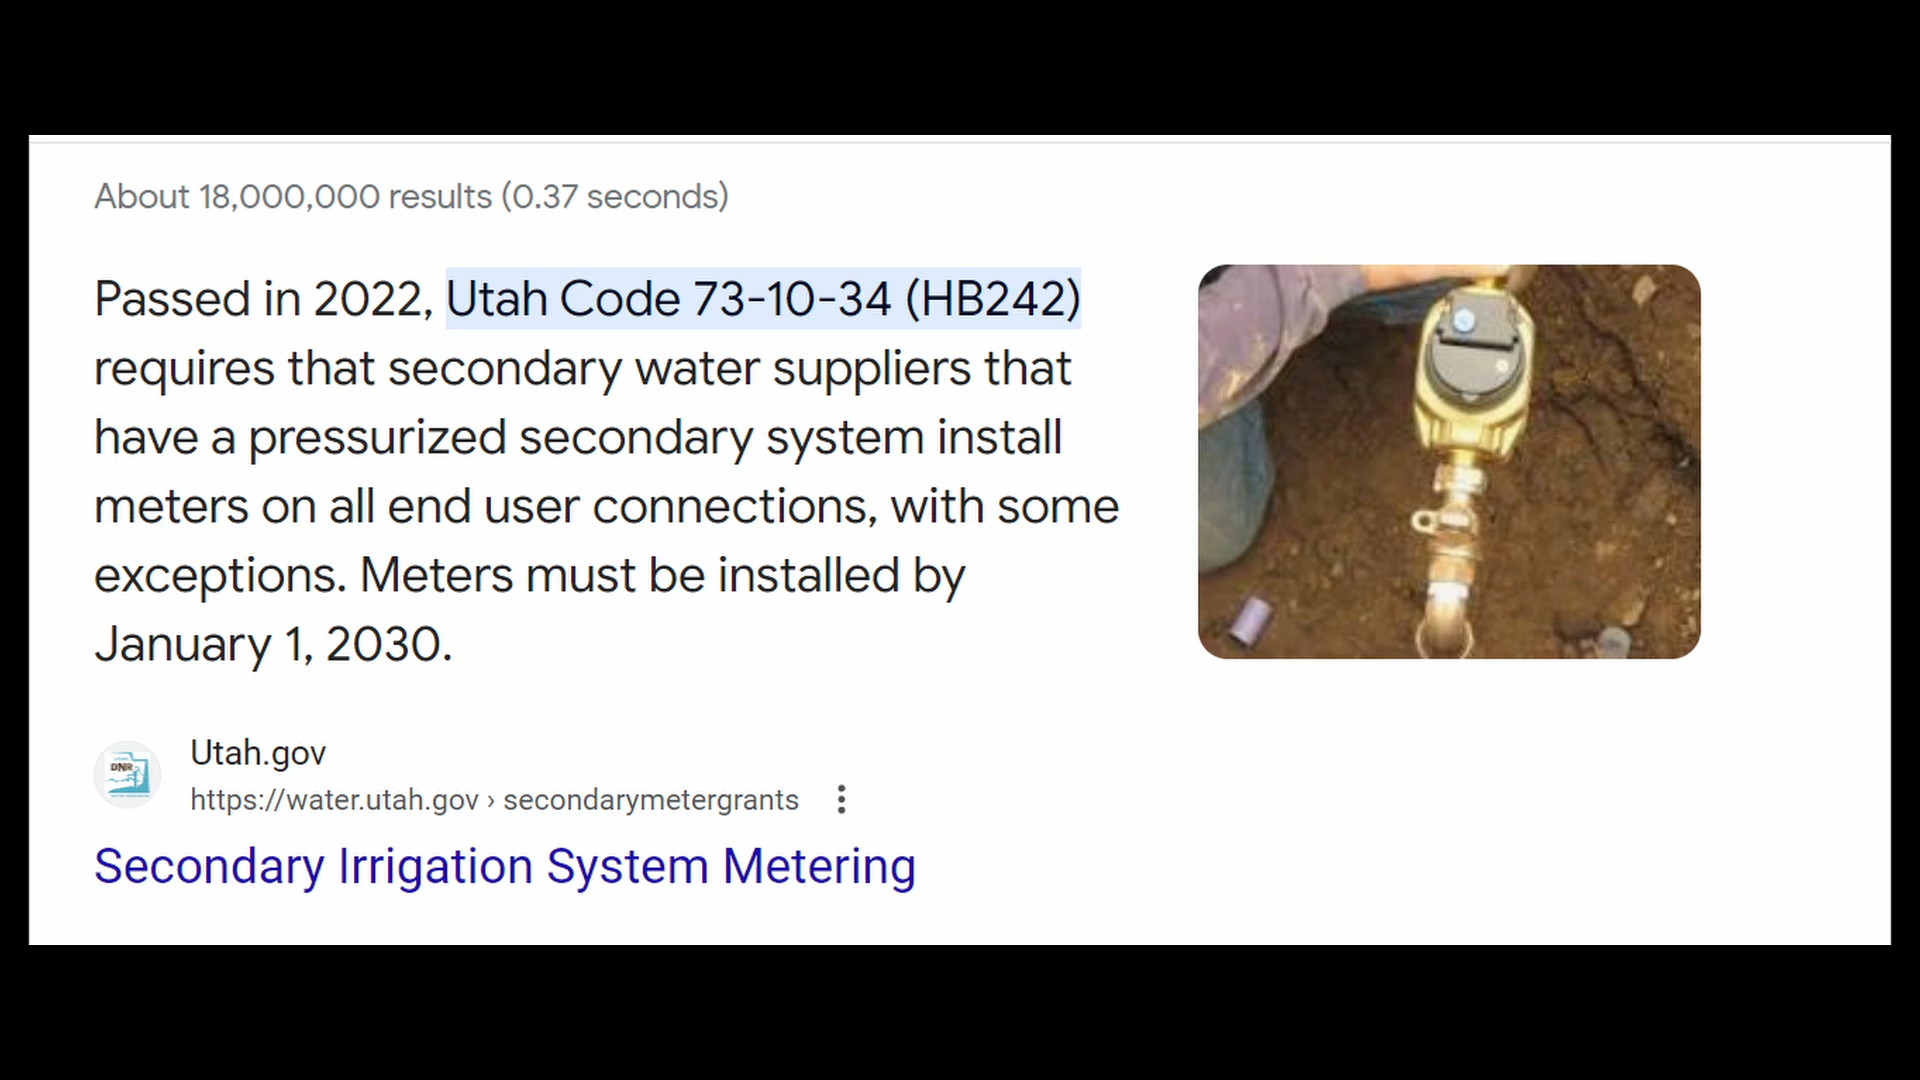 About 18,000,000 results (0.37 seconds)
Passed in 2022, Utah Code 73-10-34 (HB242)
requires that secondary water suppliers that
have a pressurized secondary system install
meters on all end user connections, with some
exceptions. Meters must be installed by
January 1, 2030.
DNR
Utah.gov
https://water.utah.gov › secondarymetergrants
Secondary Irrigation System Metering